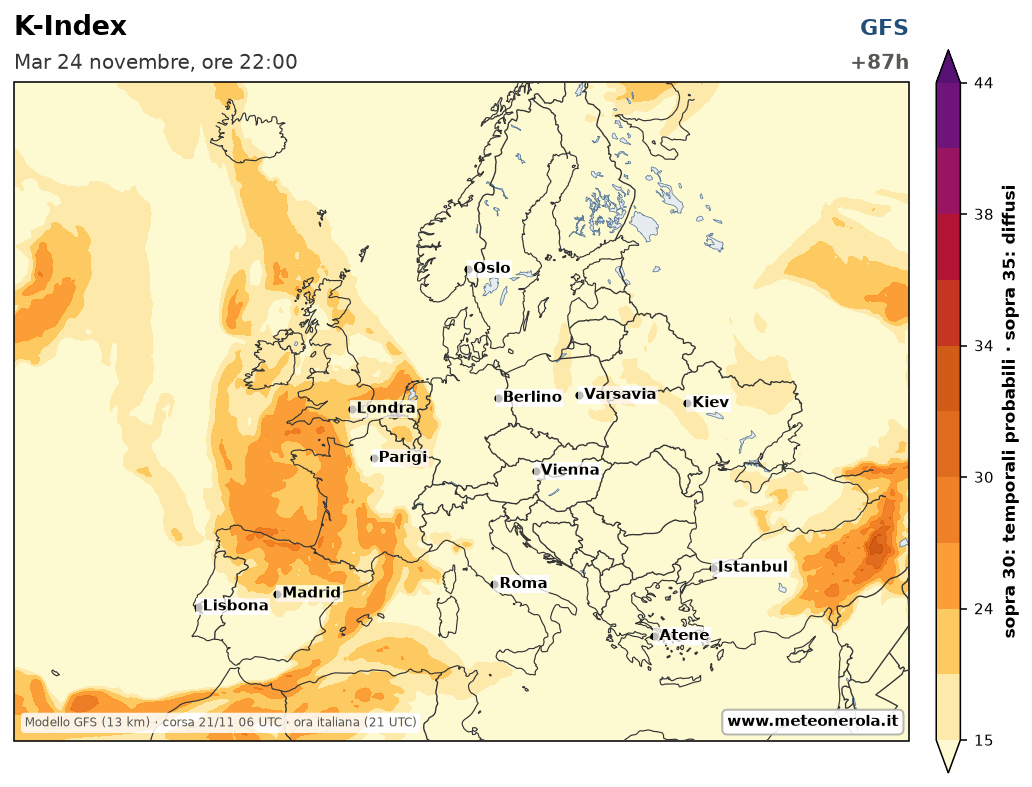 K-Index
GFS
Mar 24 novembre, ore 22:00
+87h
44
38
34
30
24
15
sopra 30: temporali probabili · sopra 35: diffusi
Oslo
Berlino
Varsavia
Kiev
Londra
Parigi
Vienna
Istanbul
Roma
Madrid
Lisbona
Atene
Modello GFS (13 km) · corsa 21/11 06 UTC · ora italiana (21 UTC)
www.meteonerola.it